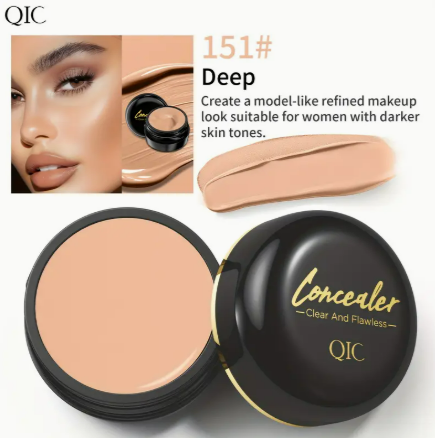 QIC
151#
Deep
Create a model-like refined makeup
look suitable for women with darker
skin tones.
Concealer
Concealer
Clear And Flawless
QIC